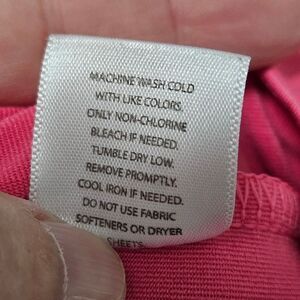 MACHINE WASH COLD
WITH LIKE COLORS.
ONLY NON-CHLORINE
BLEACH IF NEEDED.
TUMBLE DRY LOW.
REMOVE PROMPTLY.
COOL IRON IF NEEDED.
DO NOT USE FABRIC
SOFTENERS OR DRYER
SHEETS.